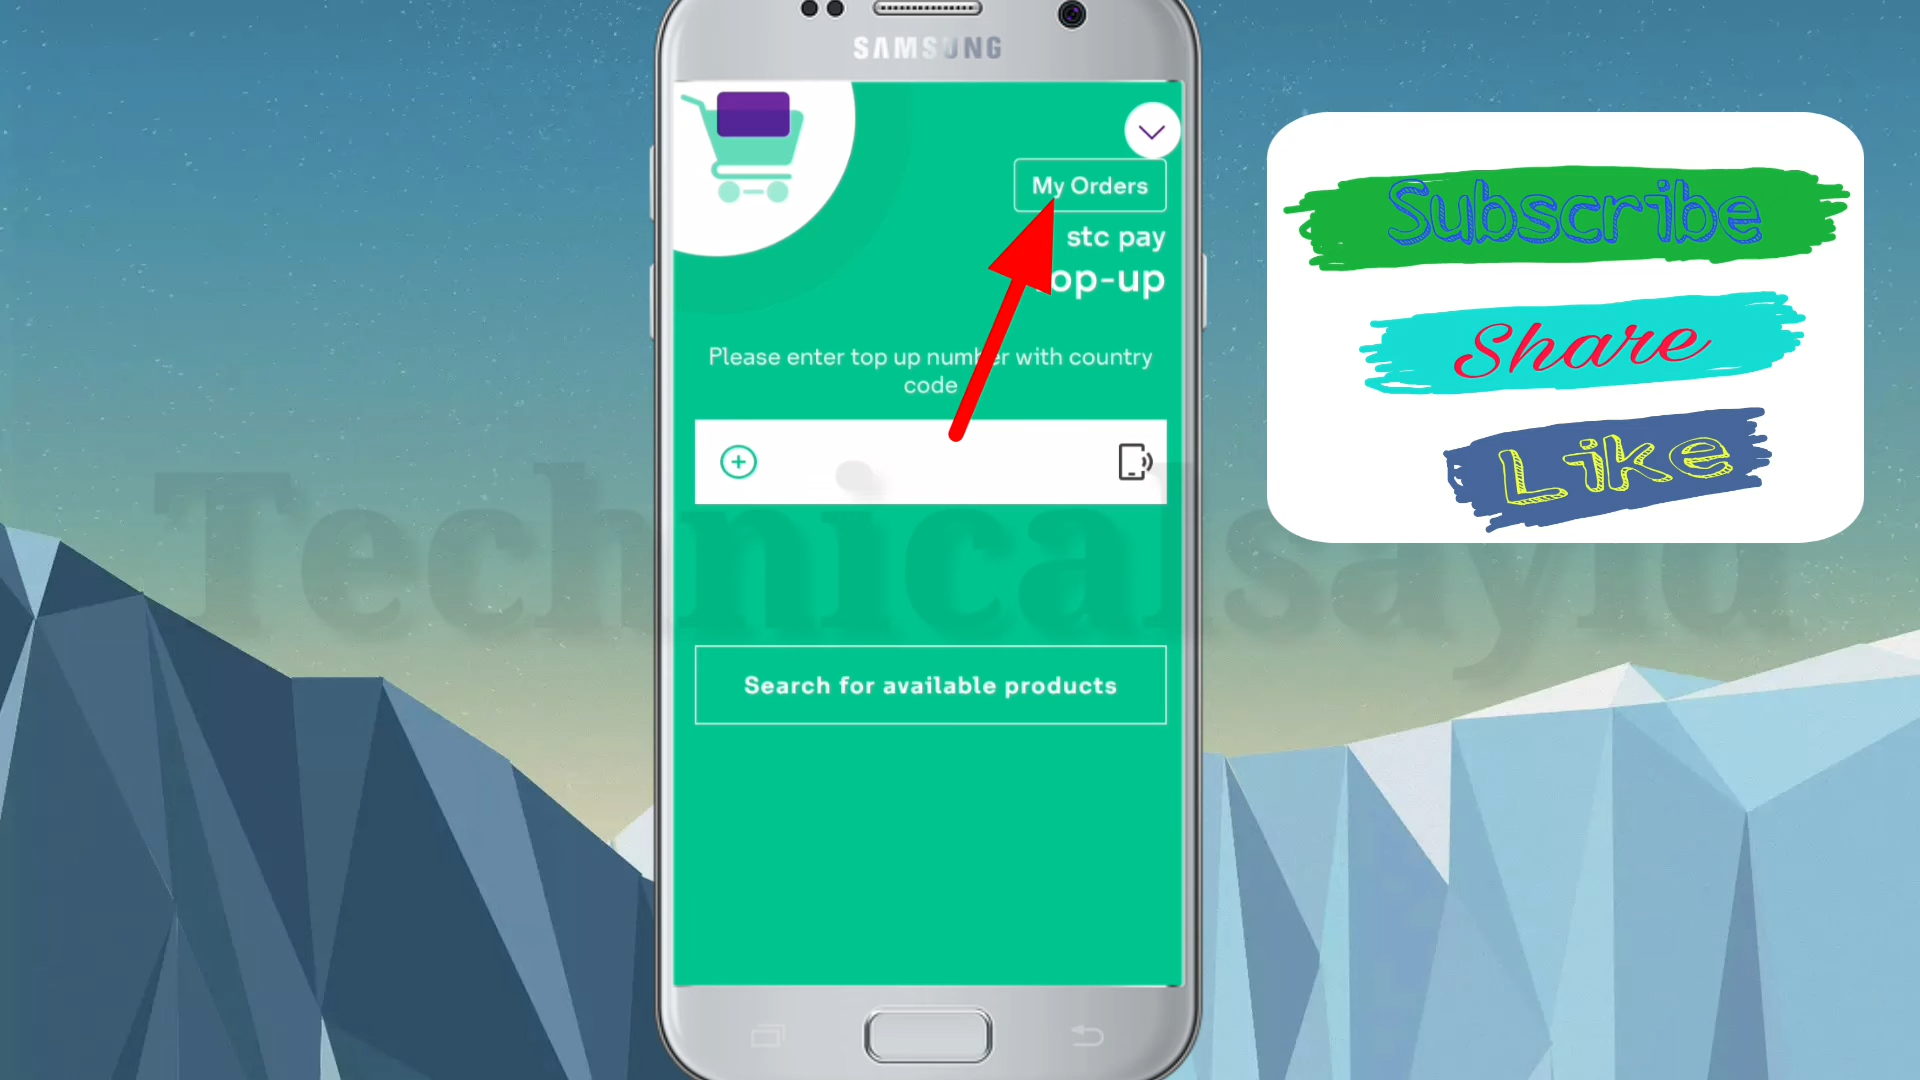 SAMSUNG
My Orders
stc pay
op-up
Please enter top up number with country
code
Search for available products
Subscribe
Share
Like